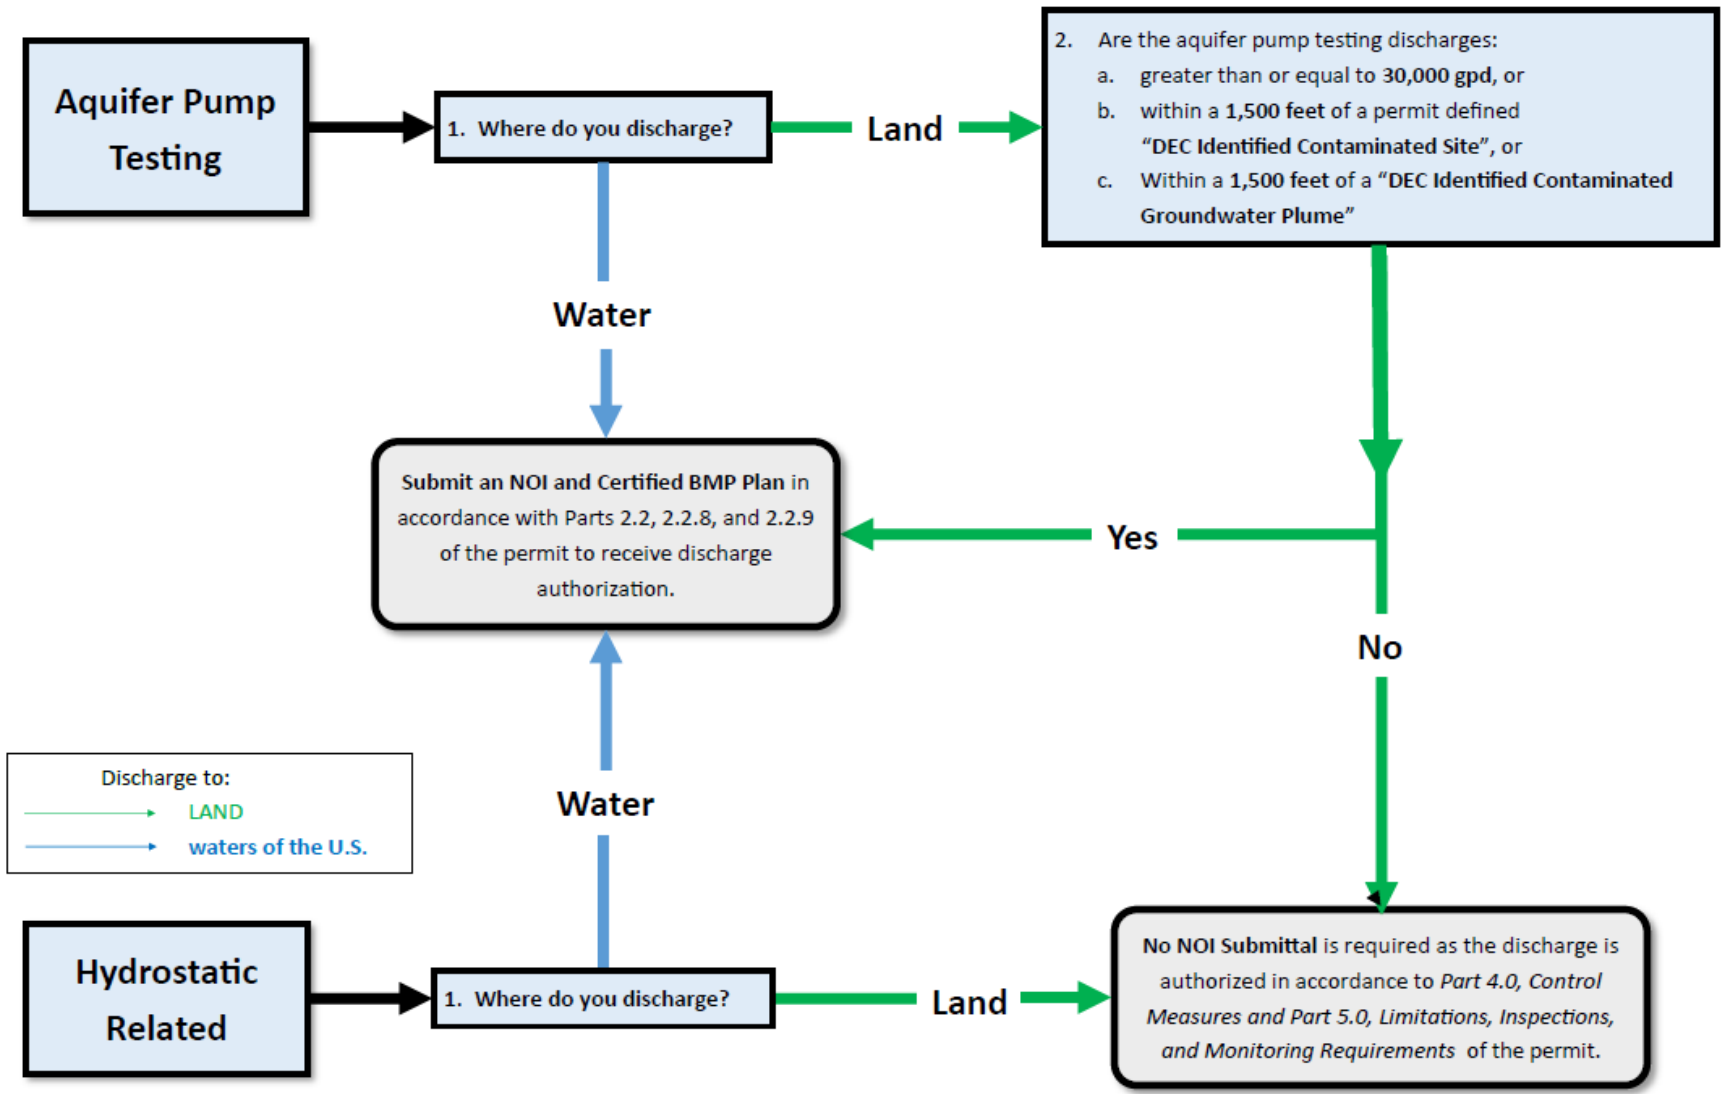 Aquifer Pump
Testing
1. Where do you discharge?
Land
2. Are the aquifer pump testing discharges:
a. greater than or equal to 30,000 gpd, or
b. within a 1,500 feet of a permit defined
“DEC Identified Contaminated Site”, or
c. Within a 1,500 feet of a “DEC Identified Contaminated
Groundwater Plume”
Water
Submit an NOI and Certified BMP Plan in
accordance with Parts 2.2, 2.2.8, and 2.2.9
of the permit to receive discharge
authorization.
Yes
No
Water
Discharge to:
LAND
waters of the U.S.
Hydrostatic
Related
1. Where do you discharge?
Land
No NOI Submittal is required as the discharge is
authorized in accordance to Part 4.0, Control
Measures and Part 5.0, Limitations, Inspections,
and Monitoring Requirements of the permit.